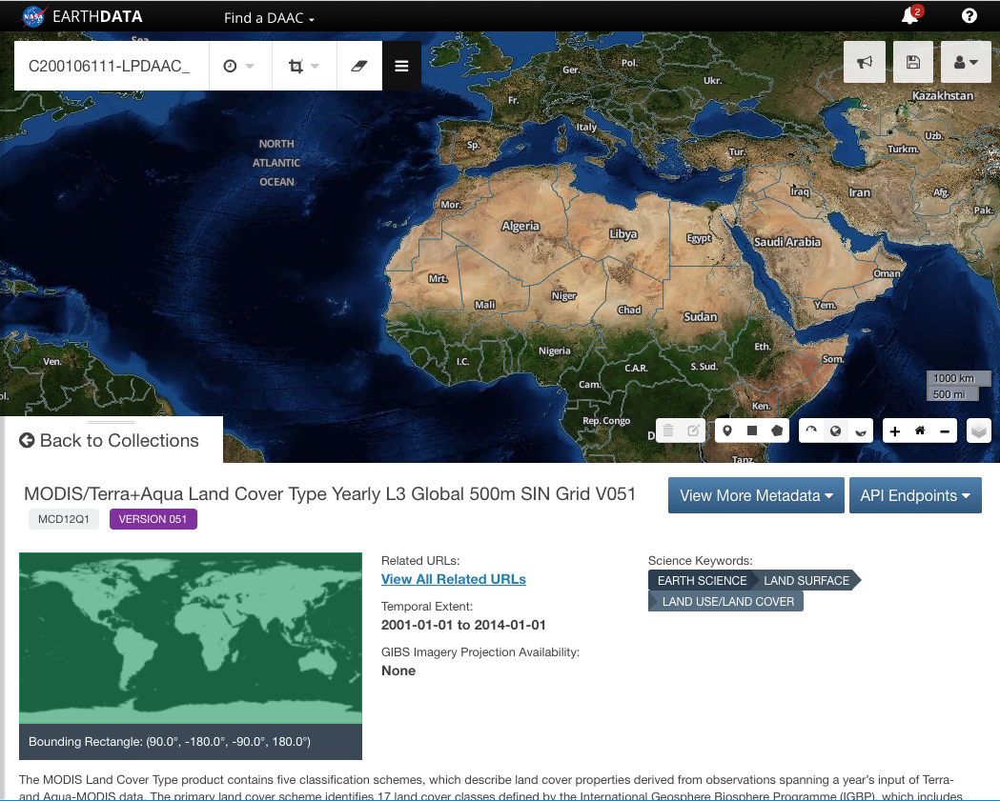 NASA EARTHDATA Find a DAAC 2
C200106111-LPDAAC_
Sea
Ger.
Pol.
Ukr.
Kazakhstan
Fr.
Italy
Uzb.
NORTH
ATLANTIC
OCEAN
Sp.
Tur.
Turkm.
Iraq
Iran
Afg.
Pak.
Mor.
Algeria
Libya
Egypt
Saudi Arabia
Oman
Mrt.
Mali
Niger
Chad
Sudan
Yem.
Ven.
I.C.
Nigeria
C.A.R.
S. Sud.
Eth.
Som.
Cam.
Ken.
1000 km
500 mi
ol.
Rep. Congo
D
Tanz.
Back to Collections
MODIS/Terra+Aqua Land Cover Type Yearly L3 Global 500m SIN Grid V051
View More Metadata
API Endpoints
MCD12Q1 VERSION 051
Related URLs:
View All Related URLs
Temporal Extent:
2001-01-01 to 2014-01-01
GIBS Imagery Projection Availability:
None
Science Keywords:
EARTH SCIENCE LAND SURFACE
LAND USE/LAND COVER
Bounding Rectangle: (90.0°, -180.0°, -90.0°, 180.0°)
The MODIS Land Cover Type product contains five classification schemes, which describe land cover properties derived from observations spanning a year's input of Terra-
and Aqua-MODIS data. The primary land cover scheme identifies 17 land cover classes defined by the International Geosphere Biosphere Programme (IGBP), which includes